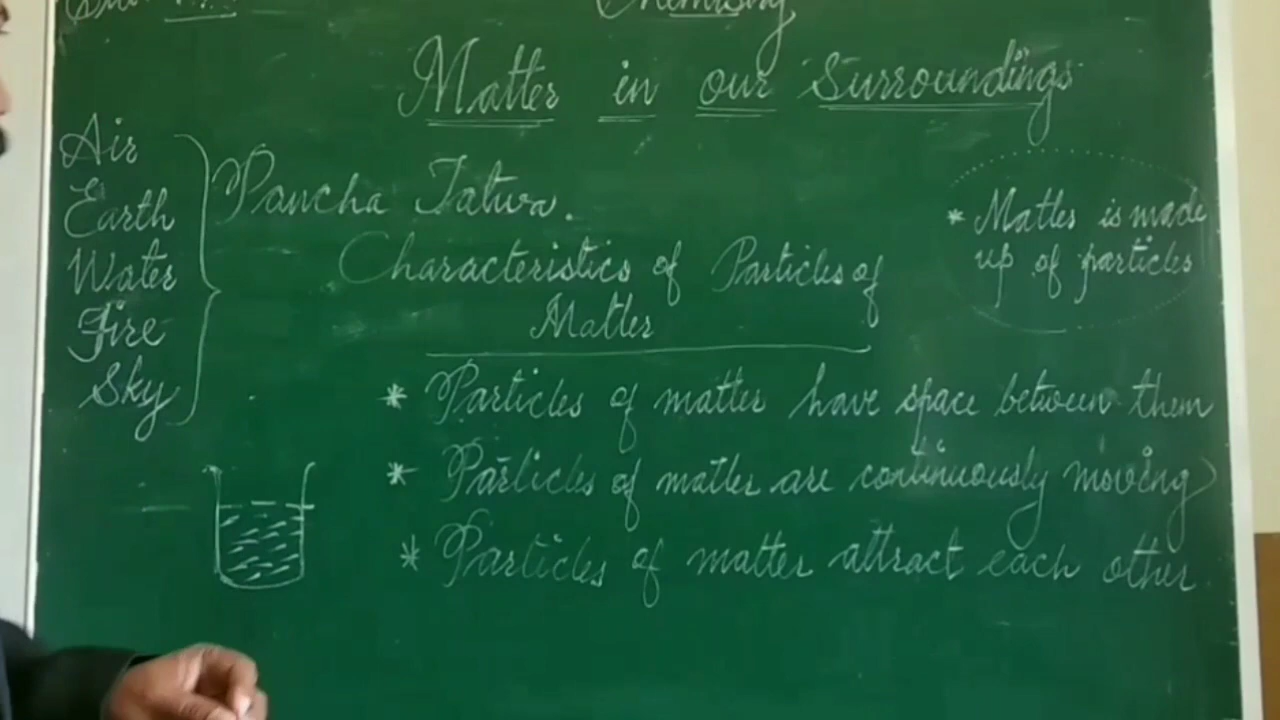 Chemistry
Matter in our Surroundings
Air
Earth
Water
Fire
Sky
Pancha Tatva.
* Matter is made
up of particles
Characteristics of Particles of
Matter
* Particles of matter have space between them
* Particles of matter are continuously moving
* Particles of matter attract each other